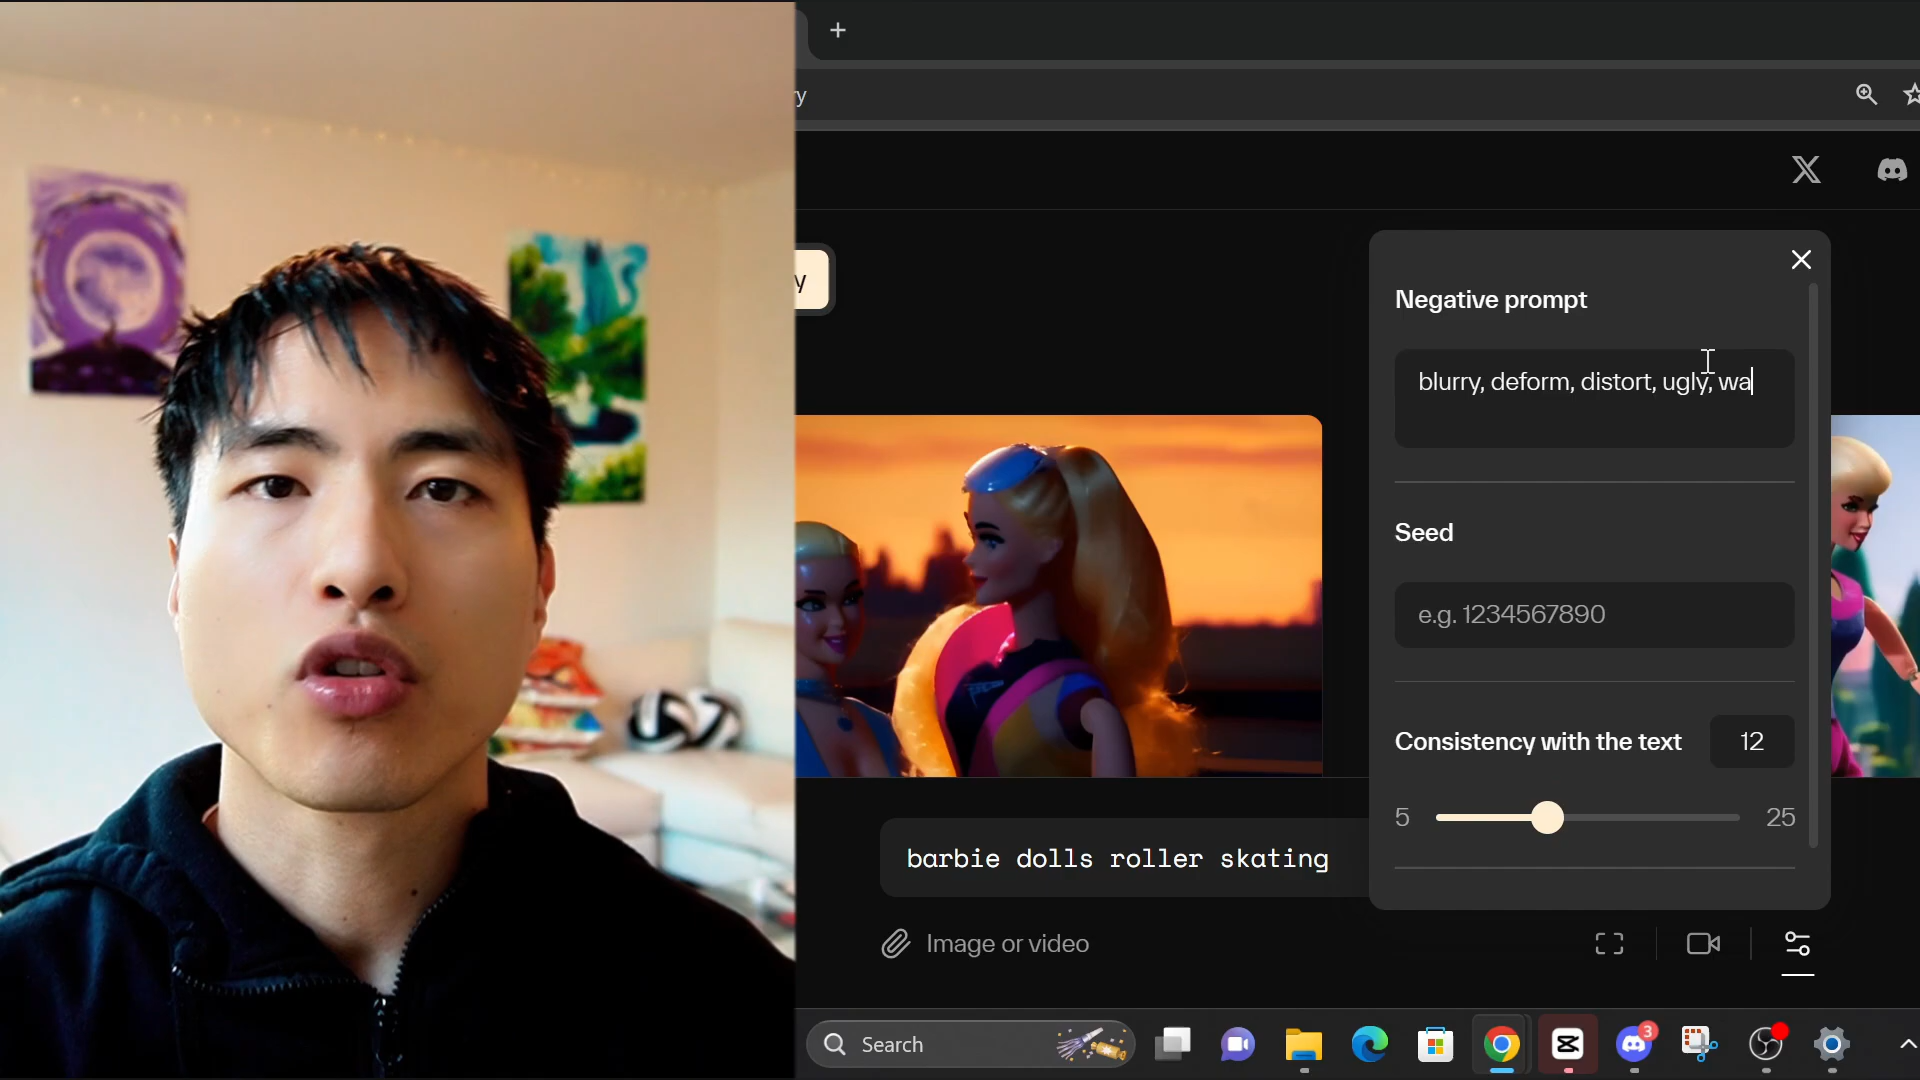 y
y
Negative prompt
blurry, deform, distort, ugly, wa
Seed
e.g. 1234567890
Consistency with the text 12
5 25
barbie dolls roller skating
Image or video
Search
3